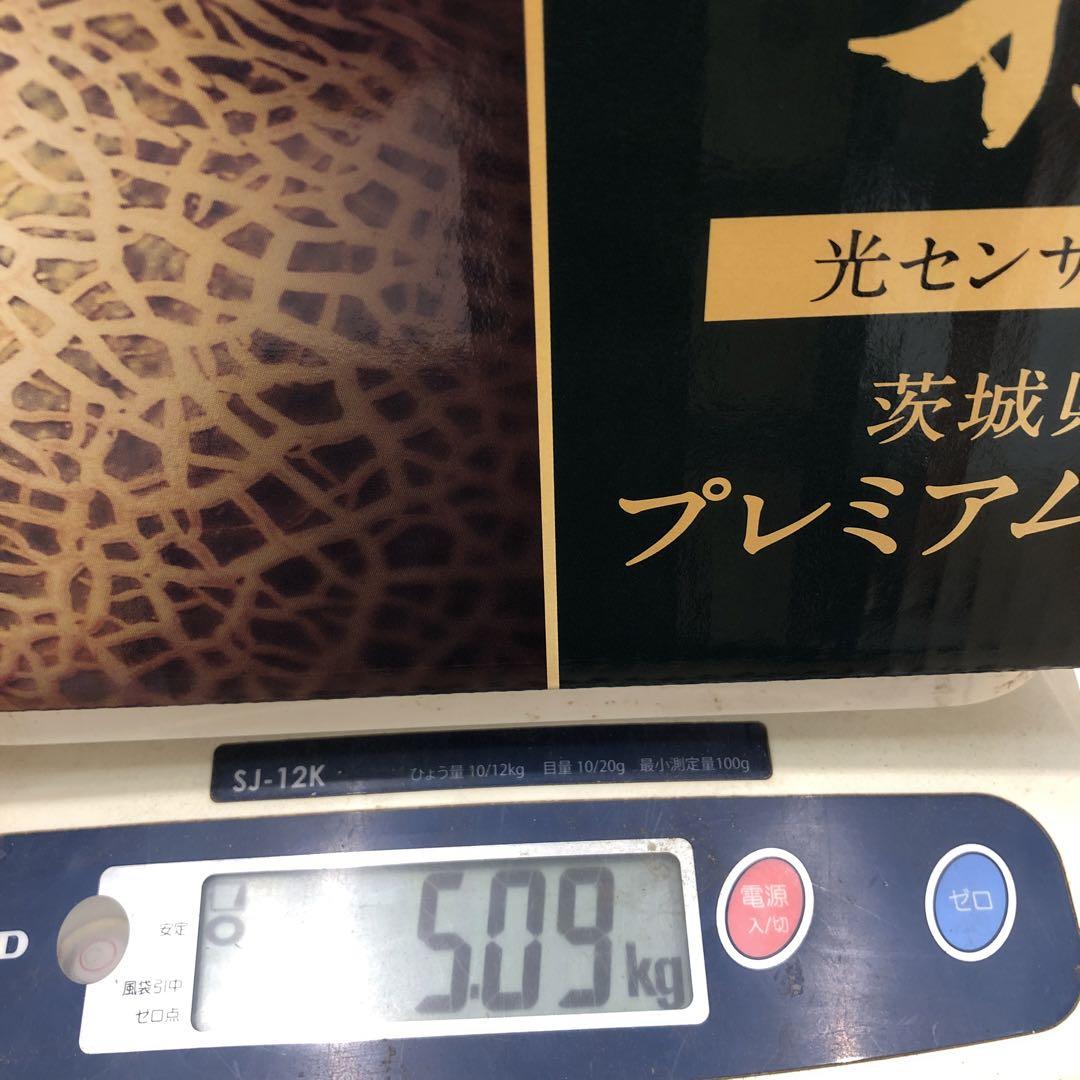 光センサ
茨城県
プレミアム
SJ-12K ひょう量 10/12kg 目量 10/20g 最小測定量100g
安定
5.09 kg
電源
入/切
ゼロ
D
風袋引中
ゼロ点